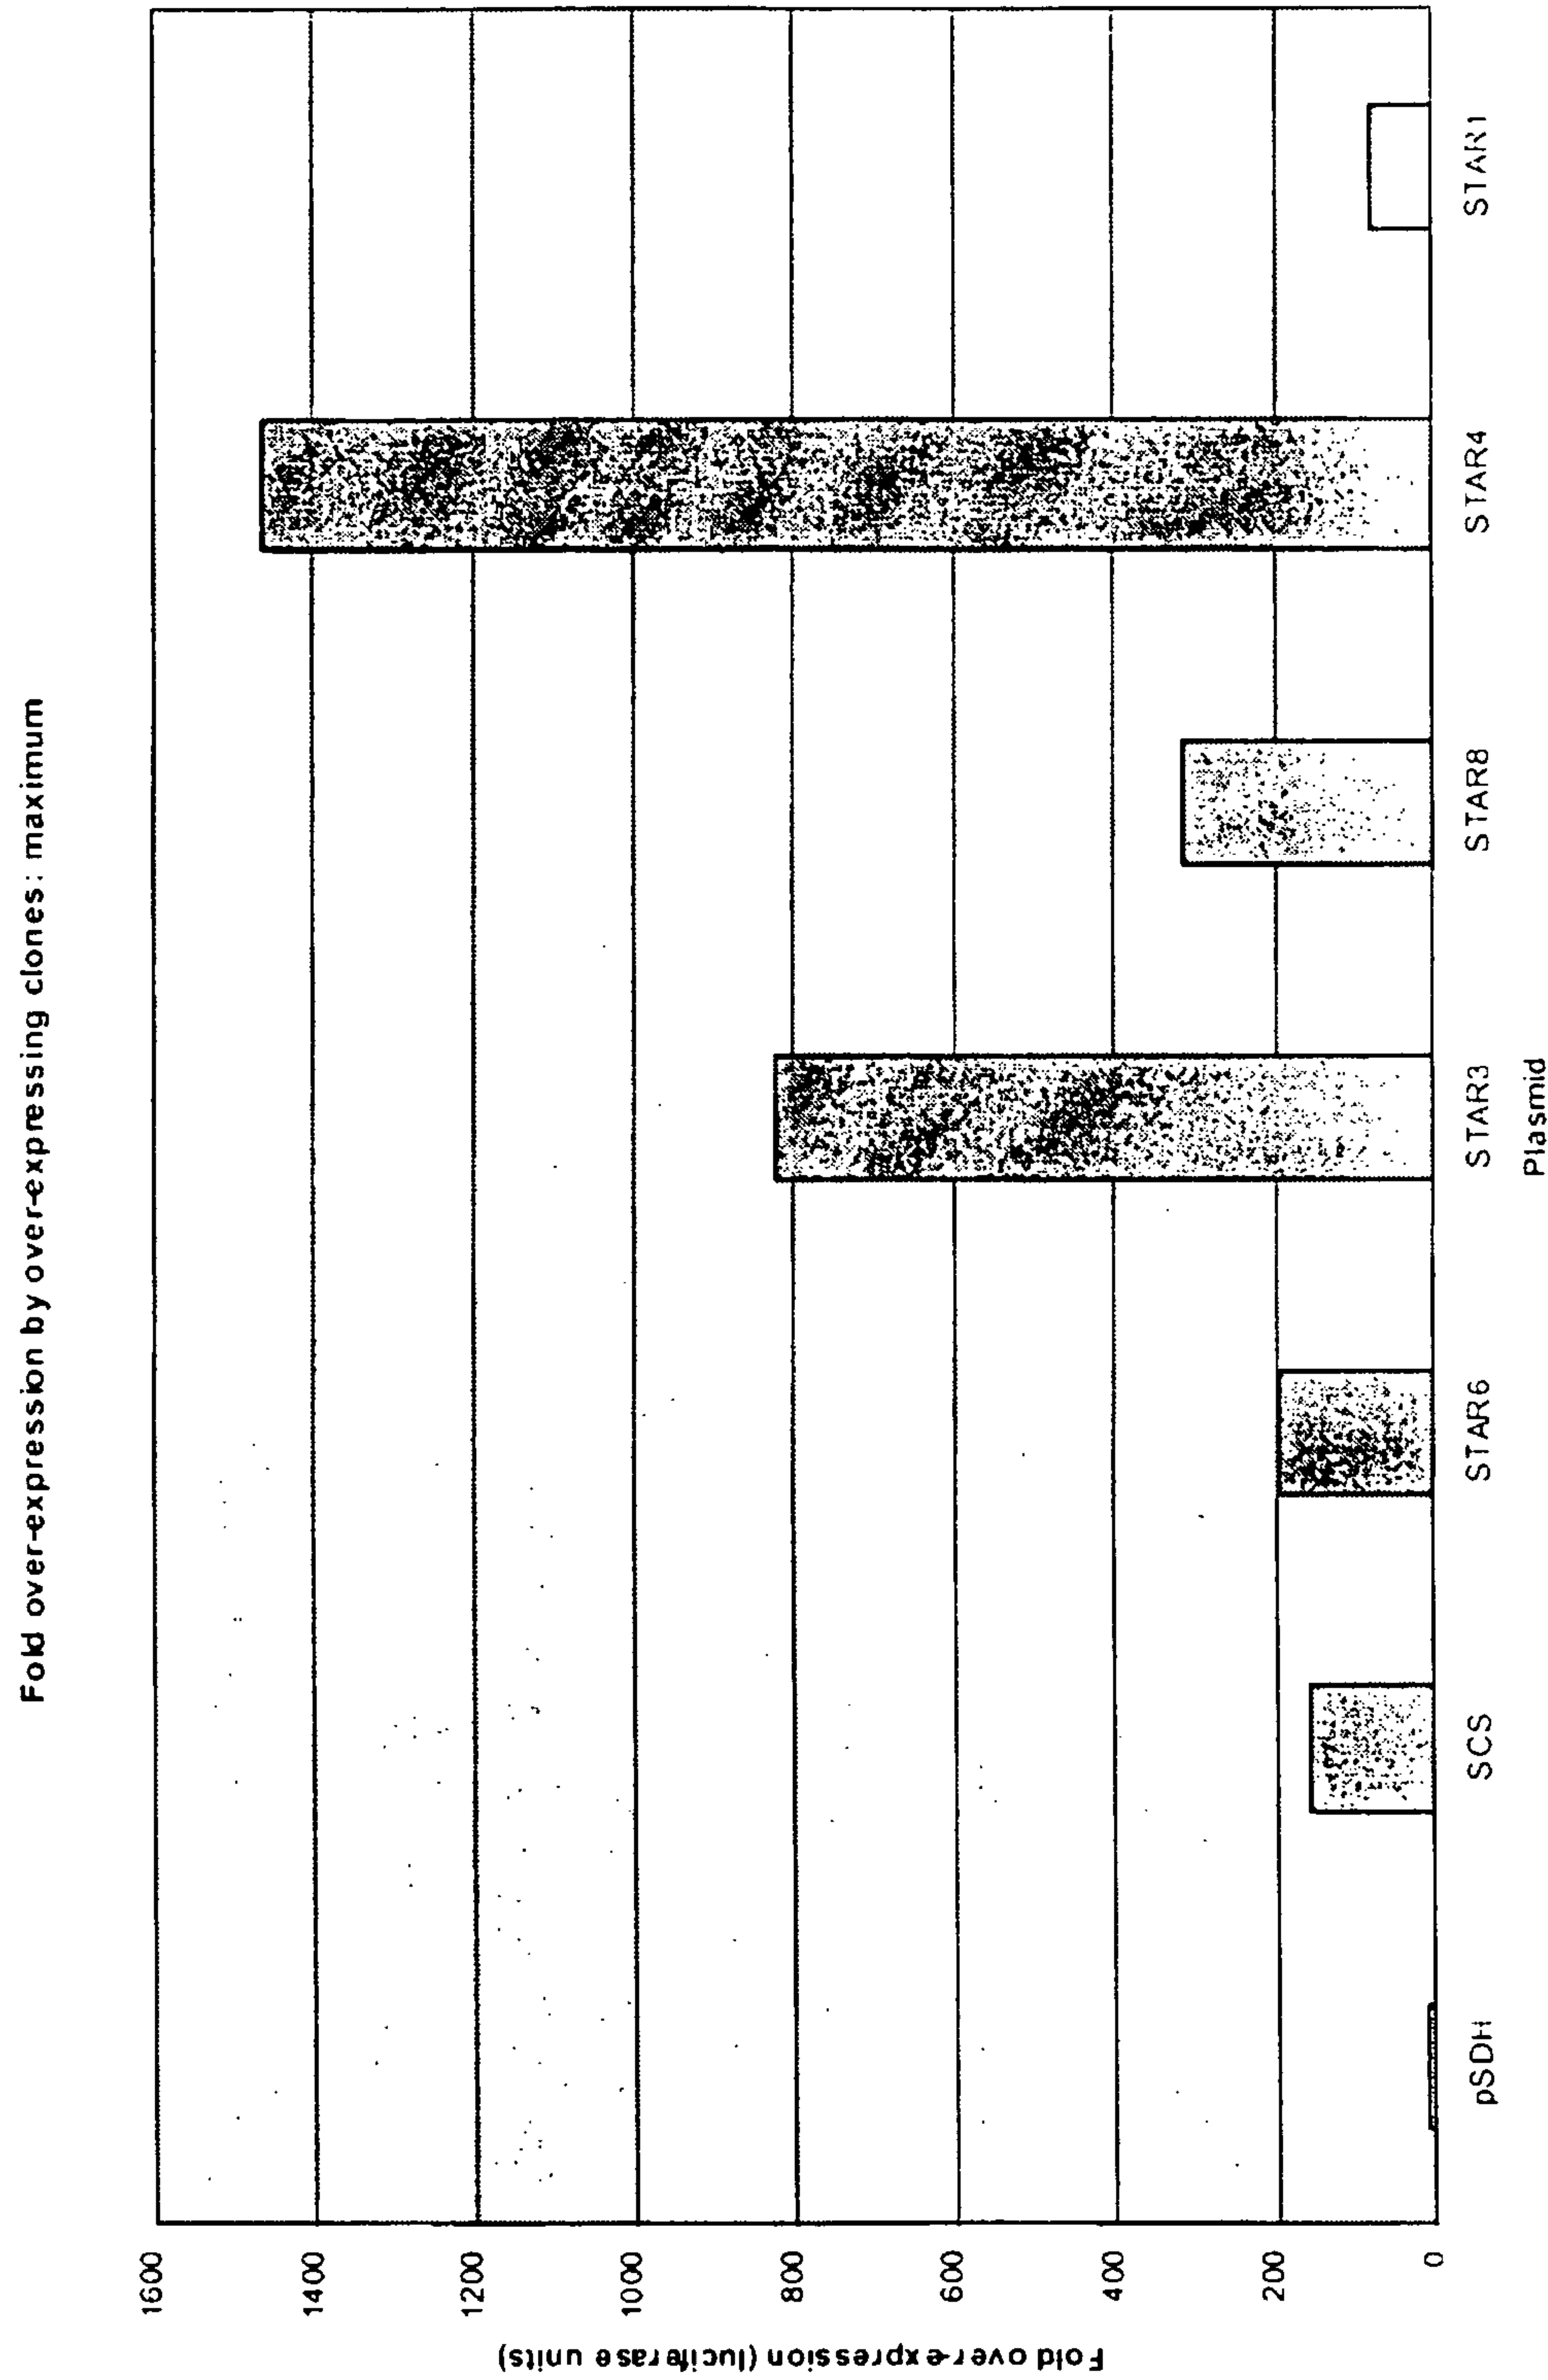 Fold over-expression by over-expressing clones: maximum
Fold over-expression (luciferase units)
1600
1400
1200
1000
800
600
400
200
0
pSDH
SCS
STAR6
STAR3
STAR8
STAR4
STAR1
Plasmid